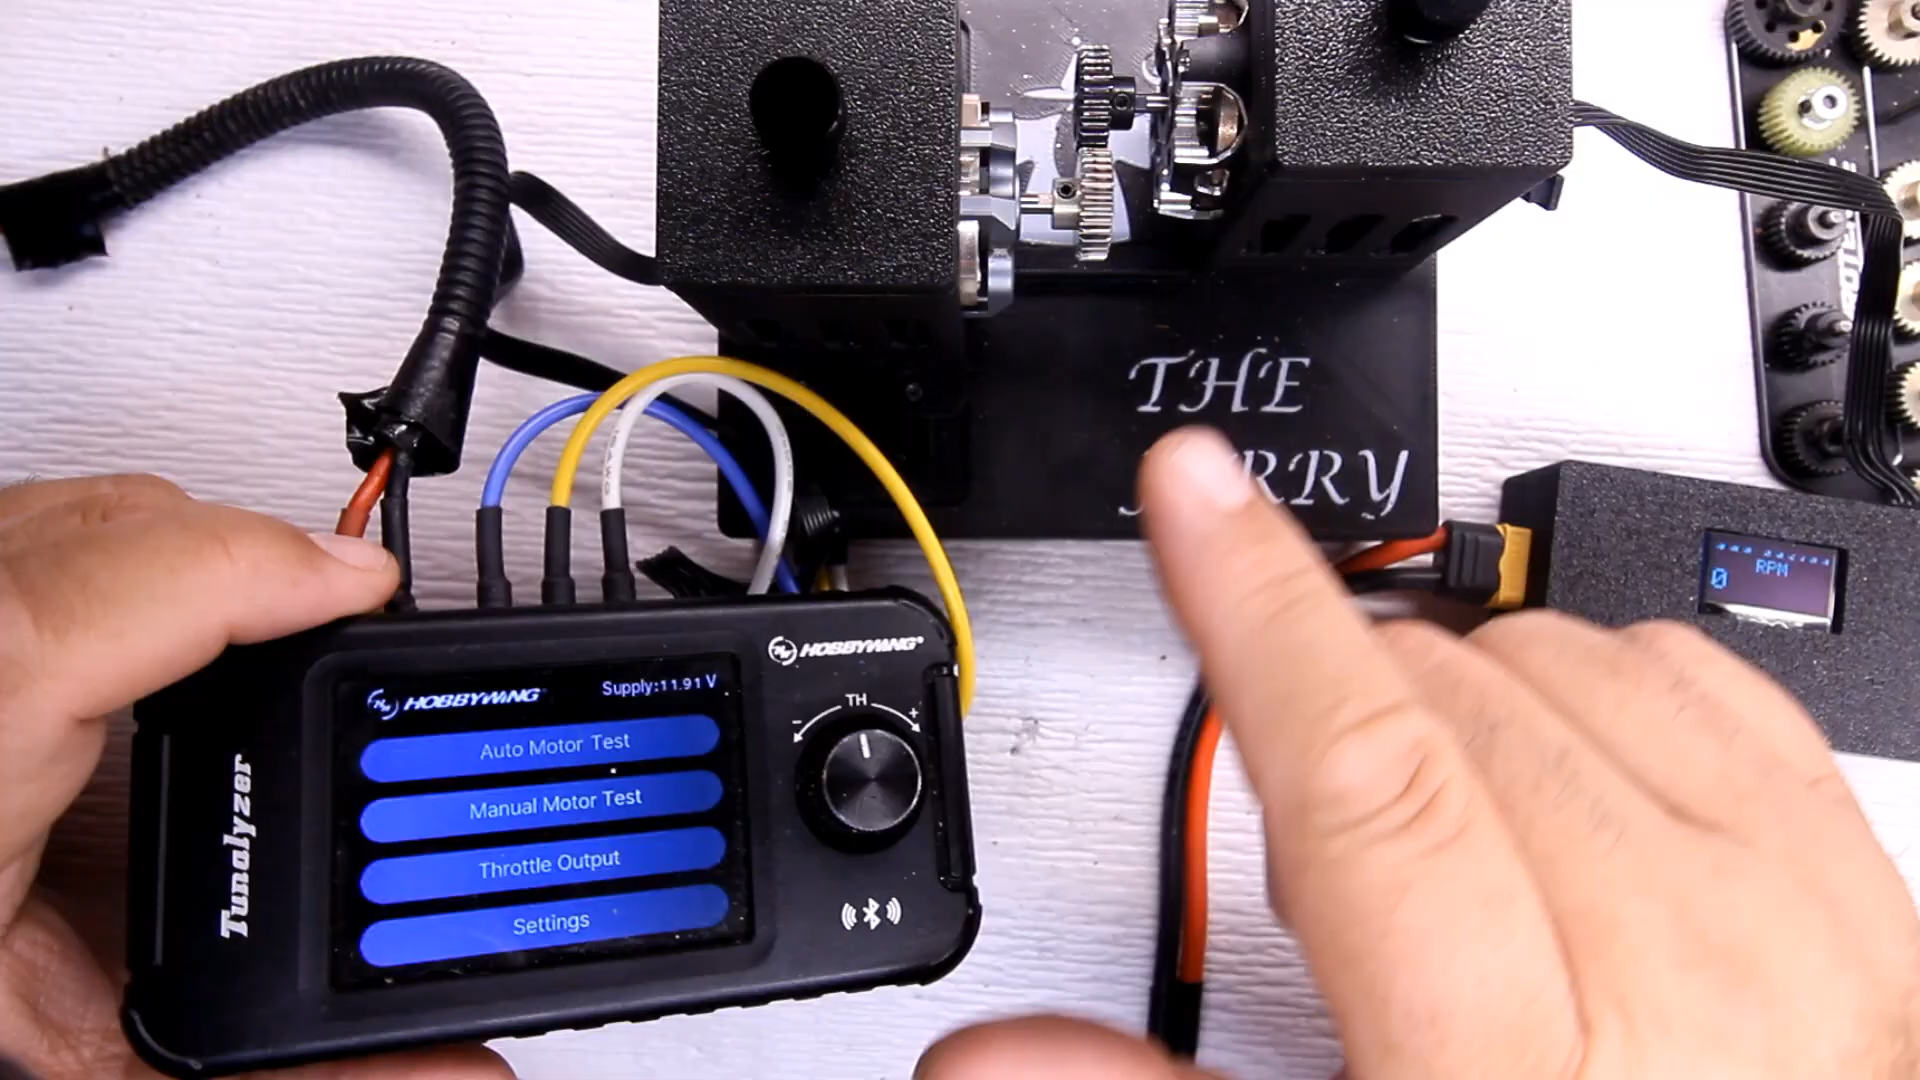 THE
RRY
RPM
0
HOBBYWING
Supply:11.91 V
Auto Motor Test
Manual Motor Test
Throttle Output
Settings
Tunalyzer
HOBBYWING®
TH
- +